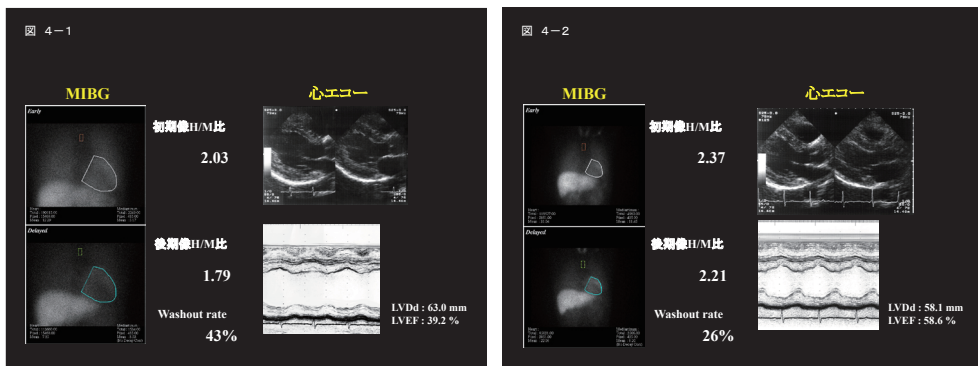 図 4－1
MIBG
心エコー
Early
初期像H/M比
2.03
Delayed
後期像H/M比
1.79
Washout rate
43%
LVDd : 63.0 mm
LVEF : 39.2 %
図 4－2
MIBG
心エコー
Early
初期像H/M比
2.37
Delayed
後期像H/M比
2.21
Washout rate
26%
LVDd : 58.1 mm
LVEF : 58.6 %